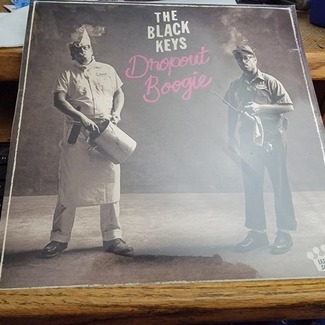 THE
BLACK
KEYS
Dropout
Boogie